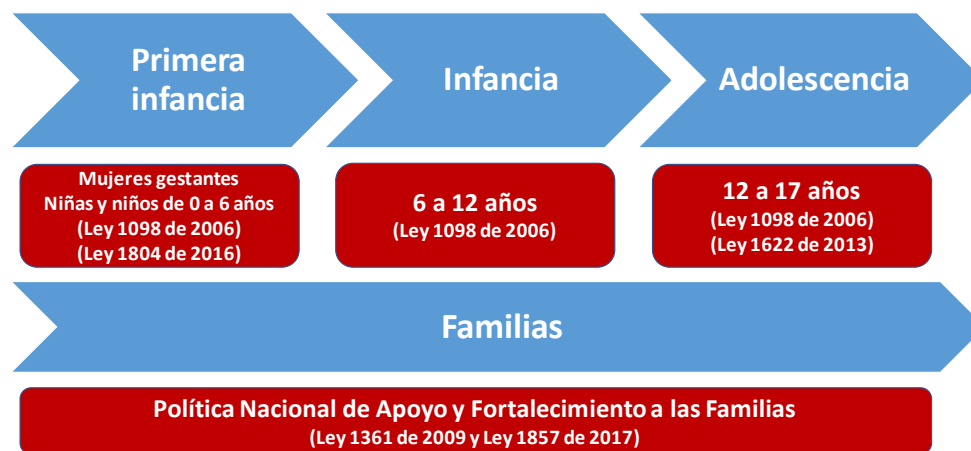 Primera
infancia
Infancia
Adolescencia
Mujeres gestantes
Niñas y niños de 0 a 6 años
(Ley 1098 de 2006)
(Ley 1804 de 2016)
6 a 12 años
(Ley 1098 de 2006)
12 a 17 años
(Ley 1098 de 2006)
(Ley 1622 de 2013)
Familias
Política Nacional de Apoyo y Fortalecimiento a las Familias
(Ley 1361 de 2009 y Ley 1857 de 2017)